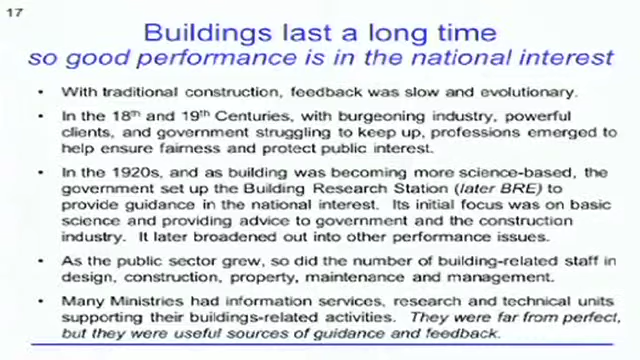 17
Buildings last a long time
so good performance is in the national interest
• With traditional construction, feedback was slow and evolutionary.
• In the 18th and 19th Centuries, with burgeoning industry, powerful
clients, and government struggling to keep up, professions emerged to
help ensure fairness and protect public interest.
• In the 1920s, and as building was becoming more science-based, the
government set up the Building Research Station (later BRE) to
provide guidance in the national interest. Its initial focus was on basic
science and providing advice to government and the construction
industry. It later broadened out into other performance issues.
• As the public sector grew, so did the number of building-related staff in
design, construction, property, maintenance and management.
• Many Ministries had information services, research and technical units
supporting their buildings-related activities. They were far from perfect,
but they were useful sources of guidance and feedback.